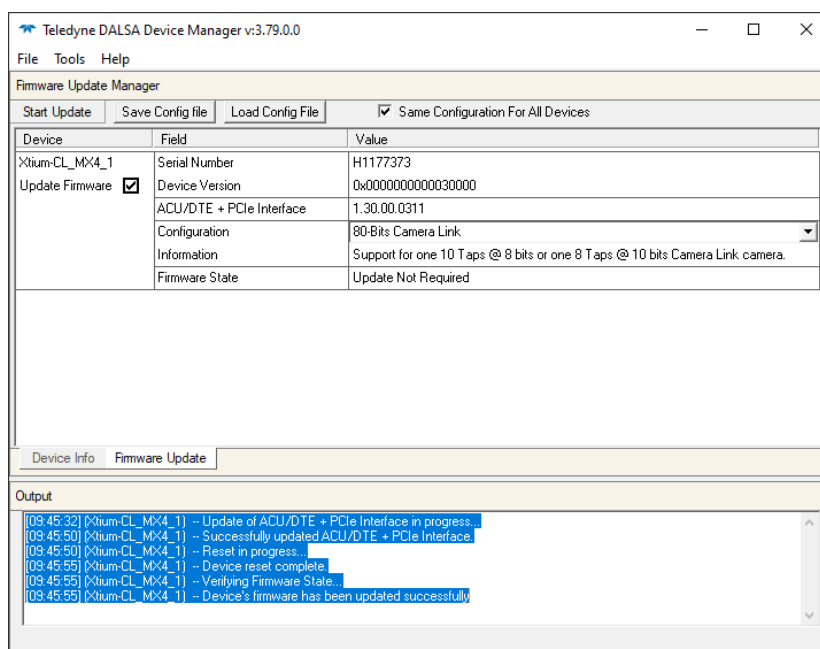 Teledyne DALSA Device Manager v:3.79.0.0
File Tools Help
Firmware Update Manager
Start Update Save Config file Load Config File Same Configuration For All Devices
Device Field Value
Xtium-CL_MX4_1 Serial Number H1177373
Update Firmware Device Version 0x0000000000030000
ACU/DTE + PCIe Interface 1.30.00.0311
Configuration 80-Bits Camera Link
Information Support for one 10 Taps @ 8 bits or one 8 Taps @ 10 bits Camera Link camera.
Firmware State Update Not Required
Device Info Firmware Update
Output
[09:45:32] (Xtium-CL_MX4_1) -- Update of ACU/DTE + PCIe Interface in progress...
[09:45:50] (Xtium-CL_MX4_1) -- Successfully updated ACU/DTE + PCIe Interface.
[09:45:50] (Xtium-CL_MX4_1) -- Reset in progress...
[09:45:55] (Xtium-CL_MX4_1) -- Device reset complete.
[09:45:55] (Xtium-CL_MX4_1) -- Verifying Firmware State...
[09:45:55] (Xtium-CL_MX4_1) -- Device's firmware has been updated successfully